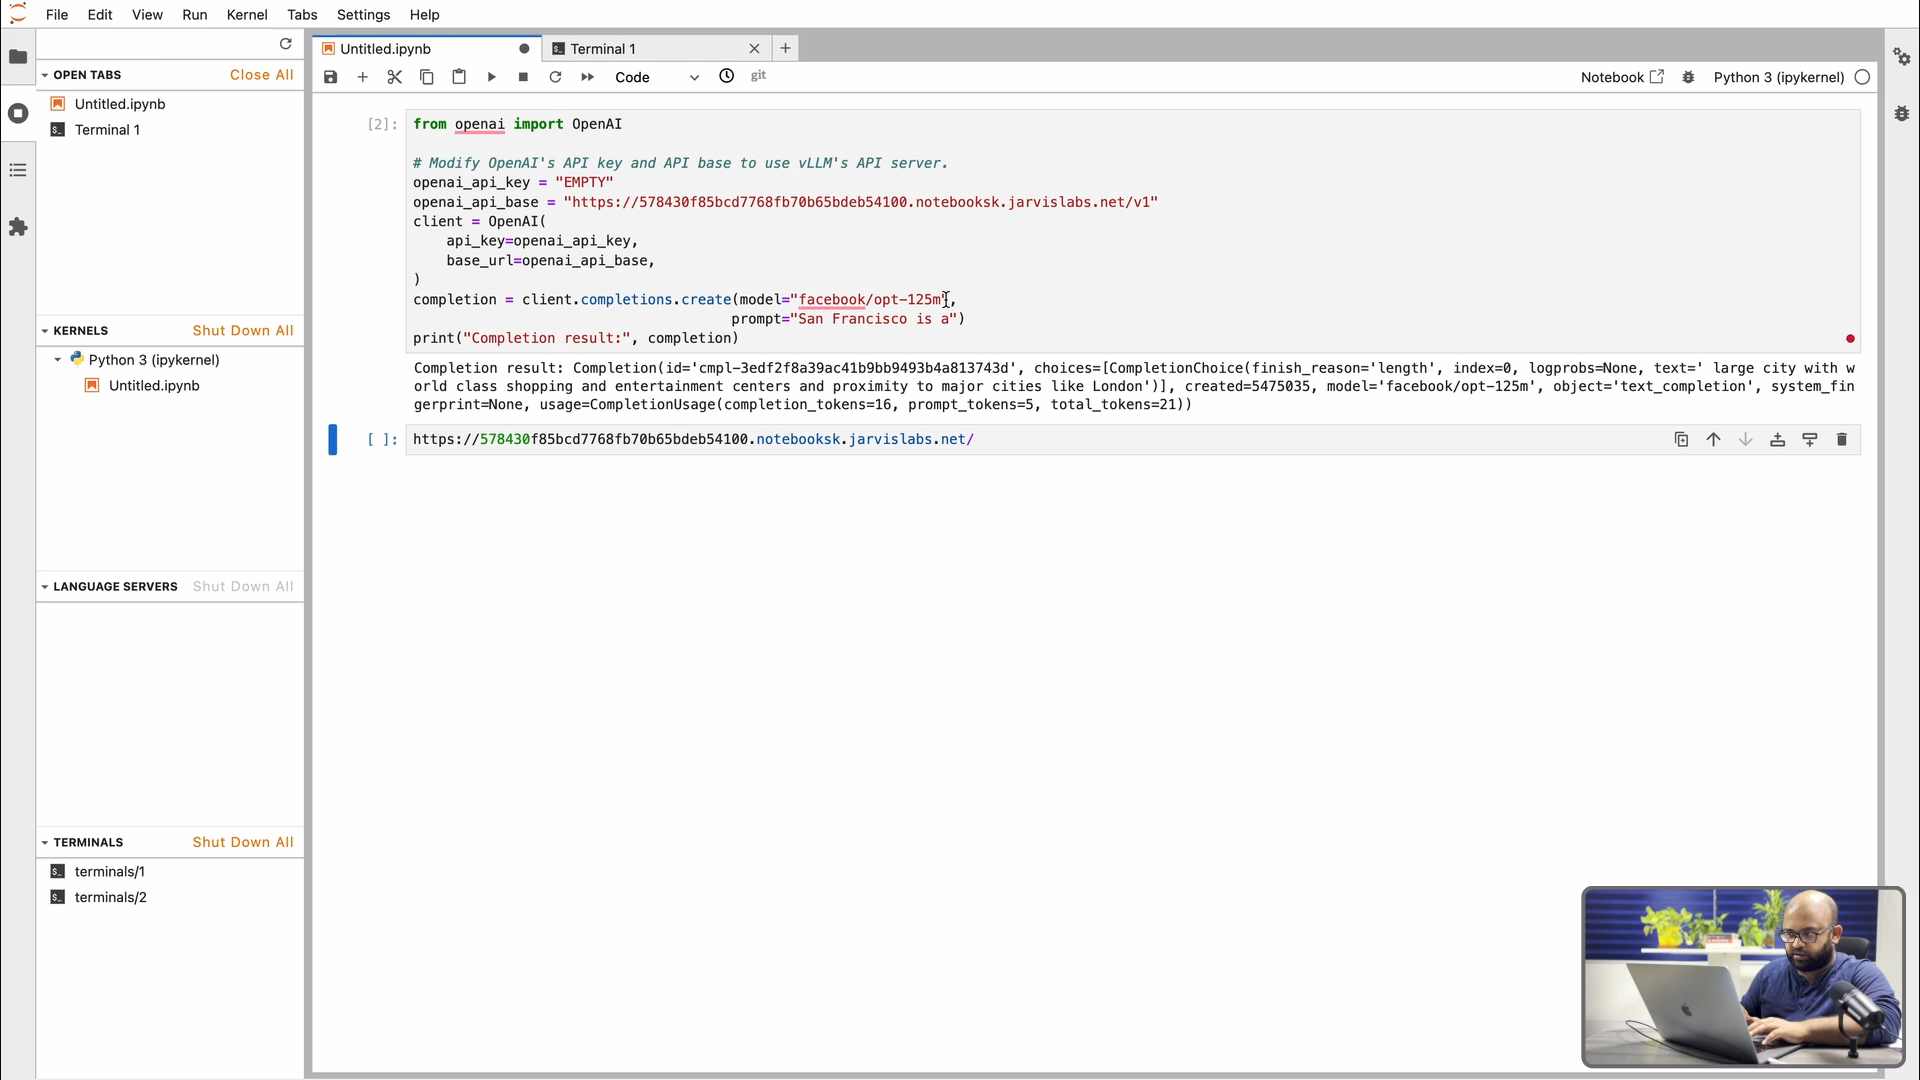 File Edit View Run Kernel Tabs Settings Help
OPEN TABS Close All
Untitled.ipynb
Terminal 1
KERNELS Shut Down All
Python 3 (ipykernel)
Untitled.ipynb
LANGUAGE SERVERS Shut Down All
TERMINALS Shut Down All
terminals/1
terminals/2
Untitled.ipynb Terminal 1
Code git Notebook Python 3 (ipykernel)
[2]: from openai import OpenAI
# Modify OpenAI's API key and API base to use vLLM's API server.
openai_api_key = "EMPTY"
openai_api_base = "https://578430f85bcd7768fb70b65bdeb54100.notebooksk.jarvislabs.net/v1"
client = OpenAI(
    api_key=openai_api_key,
    base_url=openai_api_base,
)
completion = client.completions.create(model="facebook/opt-125m",
                                      prompt="San Francisco is a")
print("Completion result:", completion)
Completion result: Completion(id='cmpl-3edf2f8a39ac41b9bb9493b4a813743d', choices=[CompletionChoice(finish_reason='length', index=0, logprobs=None, text=' large city with w
orld class shopping and entertainment centers and proximity to major cities like London')], created=5475035, model='facebook/opt-125m', object='text_completion', system_fin
gerprint=None, usage=CompletionUsage(completion_tokens=16, prompt_tokens=5, total_tokens=21))
[ ]: https://578430f85bcd7768fb70b65bdeb54100.notebooksk.jarvislabs.net/